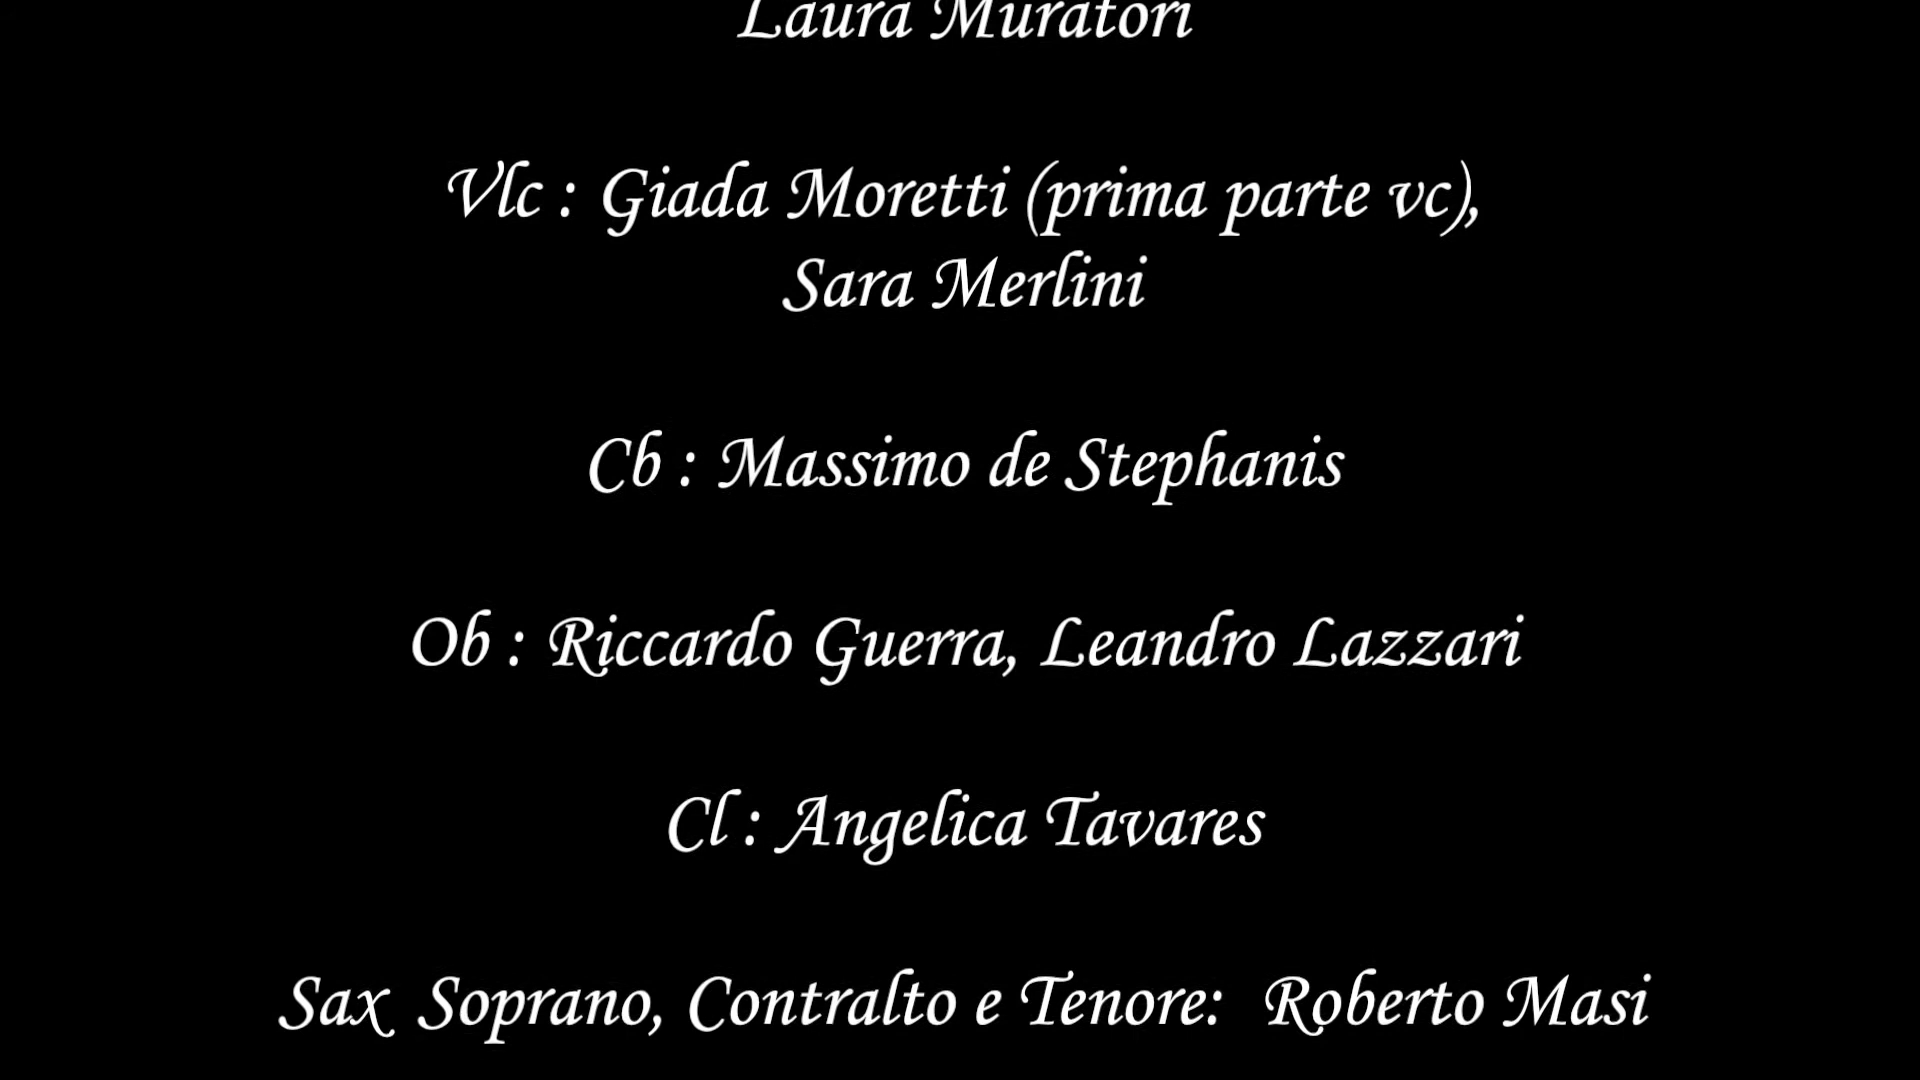 Laura Muratori
Vlc : Giada Moretti (prima parte vc),
Sara Merlini
Cb : Massimo de Stephanis
Ob : Riccardo Guerra, Leandro Lazzari
Cl : Angelica Tavares
Sax  Soprano, Contralto e Tenore:  Roberto Masi